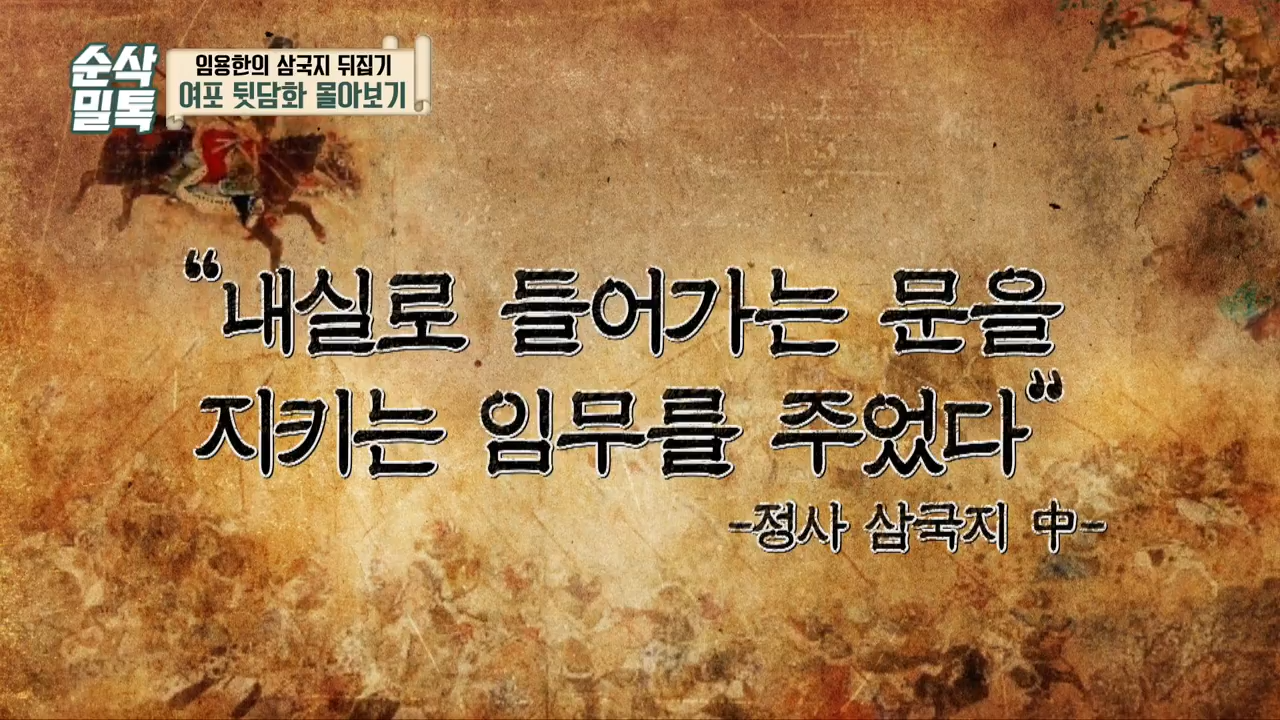 순삭
밀톡
임용한의 삼국지 뒤집기
여포 뒷담화 몰아보기
“내실로 들어가는 문을
지키는 임무를 주었다”
-정사 삼국지 中-